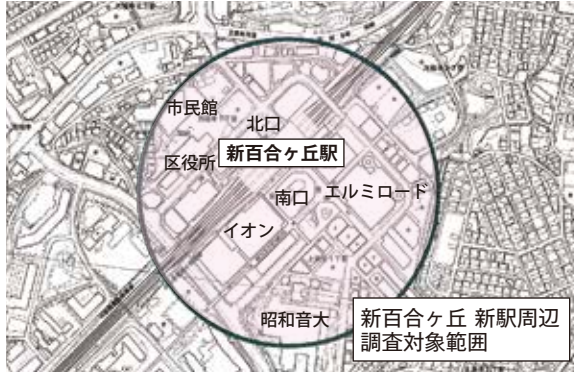 市民館
北口
区役所
新百合ヶ丘駅
南口
エルミロード
イオン
昭和音大
新百合ヶ丘 新駅周辺
調査対象範囲